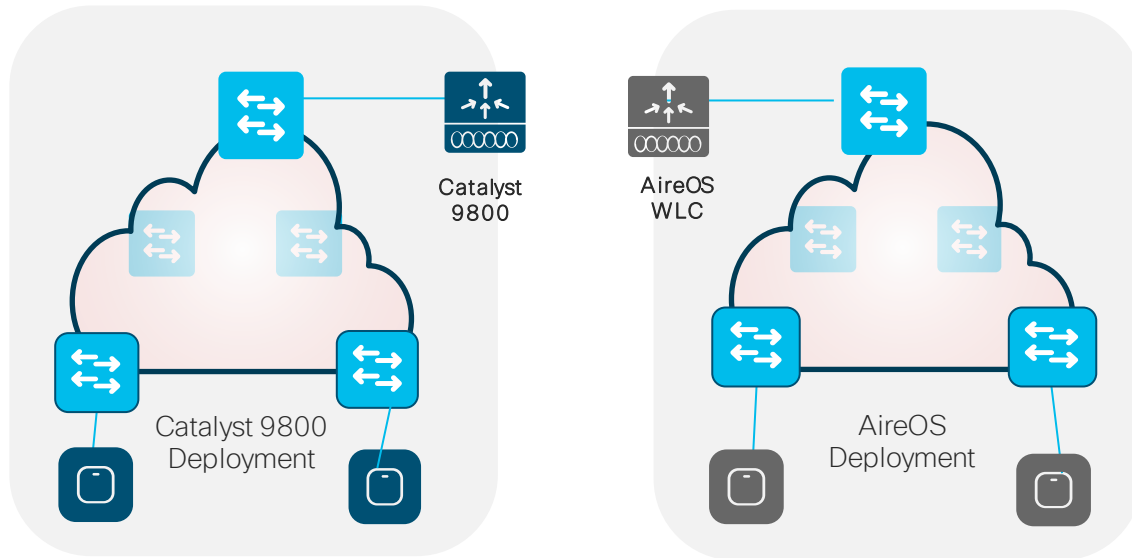 Catalyst
9800
AireOS
WLC
Catalyst 9800
Deployment
AireOS
Deployment